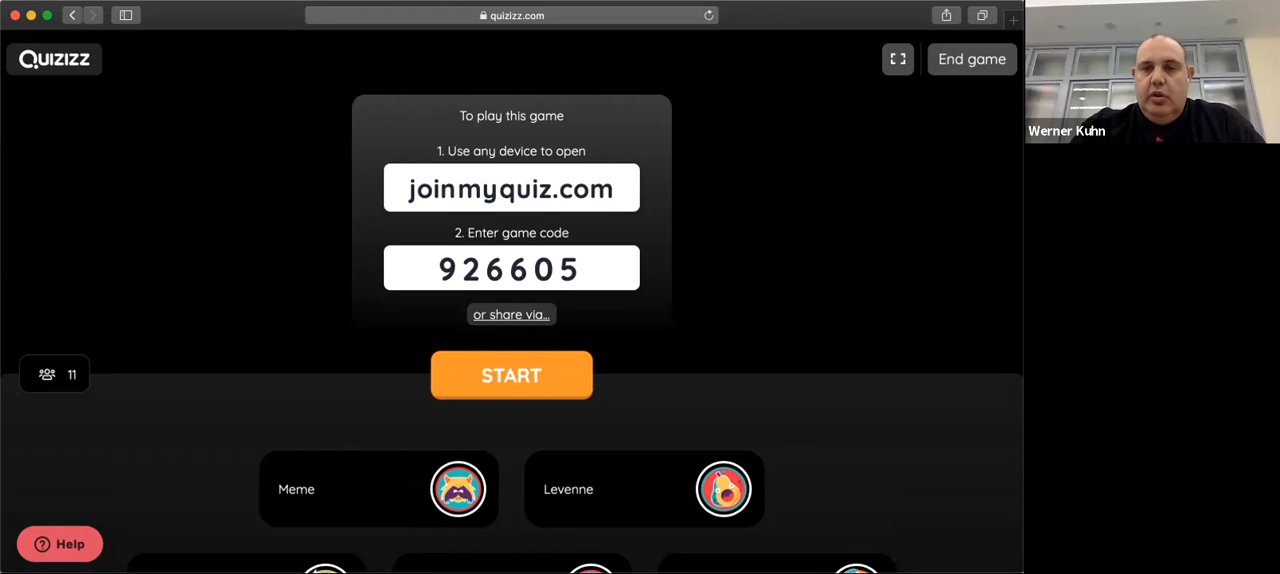 quizizz.com
QUIZIZZ
End game
To play this game
1. Use any device to open
joinmyquiz.com
2. Enter game code
926605
or share via...
START
11
Meme
Levenne
Help
Werner Kuhn